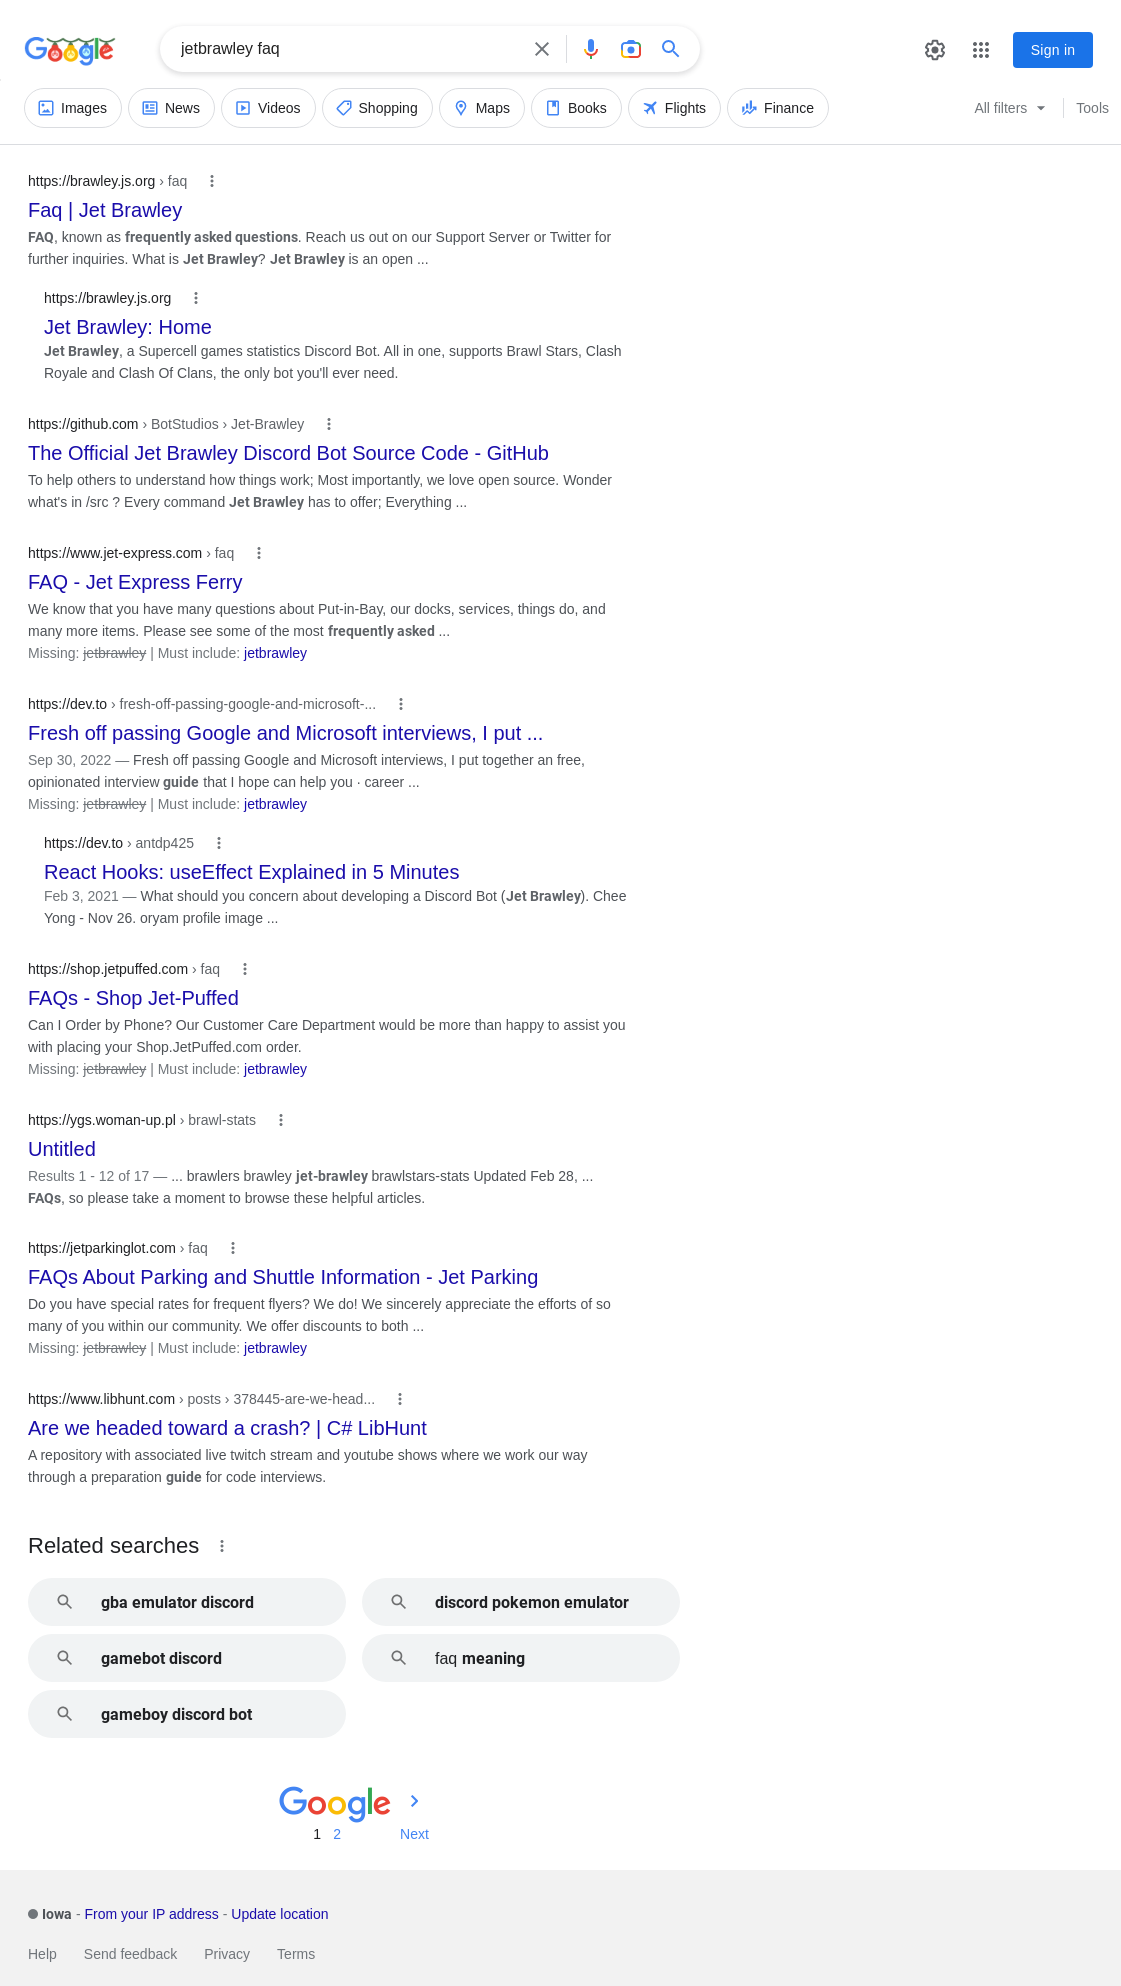 Google
jetbrawley faq
Sign in
Images
News
Videos
Shopping
Maps
Books
Flights
Finance
All filters
Tools
https://brawley.js.org › faq
Faq | Jet Brawley
FAQ, known as frequently asked questions. Reach us out on our Support Server or Twitter for
further inquiries. What is Jet Brawley? Jet Brawley is an open ...
https://brawley.js.org
Jet Brawley: Home
Jet Brawley, a Supercell games statistics Discord Bot. All in one, supports Brawl Stars, Clash
Royale and Clash Of Clans, the only bot you'll ever need.
https://github.com › BotStudios › Jet-Brawley
The Official Jet Brawley Discord Bot Source Code - GitHub
To help others to understand how things work; Most importantly, we love open source. Wonder
what's in /src ? Every command Jet Brawley has to offer; Everything ...
https://www.jet-express.com › faq
FAQ - Jet Express Ferry
We know that you have many questions about Put-in-Bay, our docks, services, things do, and
many more items. Please see some of the most frequently asked ...
Missing: jetbrawley | Must include: jetbrawley
https://dev.to › fresh-off-passing-google-and-microsoft-...
Fresh off passing Google and Microsoft interviews, I put ...
Sep 30, 2022 — Fresh off passing Google and Microsoft interviews, I put together an free,
opinionated interview guide that I hope can help you · career ...
Missing: jetbrawley | Must include: jetbrawley
https://dev.to › antdp425
React Hooks: useEffect Explained in 5 Minutes
Feb 3, 2021 — What should you concern about developing a Discord Bot (Jet Brawley). Chee
Yong - Nov 26. oryam profile image ...
https://shop.jetpuffed.com › faq
FAQs - Shop Jet-Puffed
Can I Order by Phone? Our Customer Care Department would be more than happy to assist you
with placing your Shop.JetPuffed.com order.
Missing: jetbrawley | Must include: jetbrawley
https://ygs.woman-up.pl › brawl-stats
Untitled
Results 1 - 12 of 17 — ... brawlers brawley jet-brawley brawlstars-stats Updated Feb 28, ...
FAQs, so please take a moment to browse these helpful articles.
https://jetparkinglot.com › faq
FAQs About Parking and Shuttle Information - Jet Parking
Do you have special rates for frequent flyers? We do! We sincerely appreciate the efforts of so
many of you within our community. We offer discounts to both ...
Missing: jetbrawley | Must include: jetbrawley
https://www.libhunt.com › posts › 378445-are-we-head...
Are we headed toward a crash? | C# LibHunt
A repository with associated live twitch stream and youtube shows where we work our way
through a preparation guide for code interviews.
Related searches
gba emulator discord
discord pokemon emulator
gamebot discord
faq meaning
gameboy discord bot
Google
1 2 Next
Iowa - From your IP address - Update location
Help Send feedback Privacy Terms